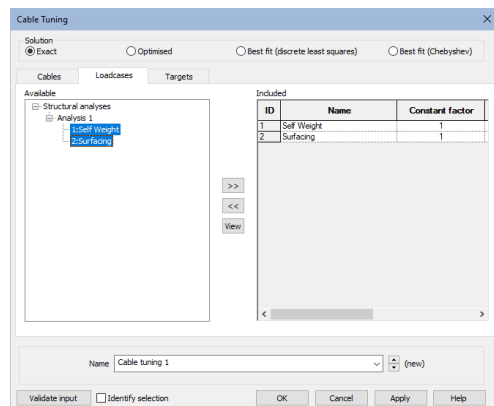 Cable Tuning
Solution
Exact Optimised Best fit (discrete least squares) Best fit (Chebyshev)
Cables Loadcases Targets
Available Included
Structural analyses
Analysis 1
1:Self Weight
2:Surfacing
ID Name Constant factor
1 Self Weight 1
2 Surfacing 1
>>
<<
View
Name Cable tuning 1 (new)
Validate input Identify selection OK Cancel Apply Help